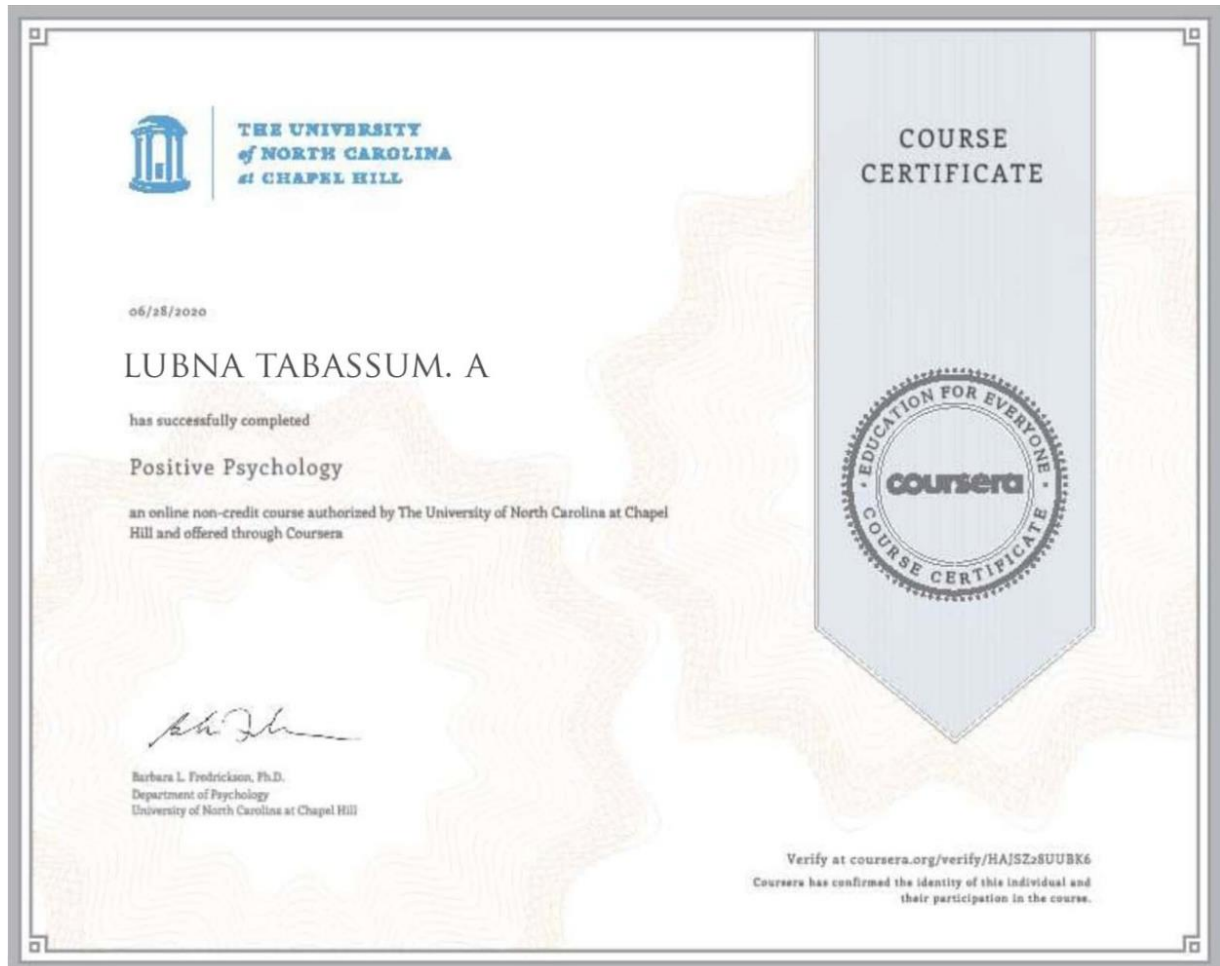 THE UNIVERSITY
of NORTH CAROLINA
at CHAPEL HILL
COURSE
CERTIFICATE
06/28/2020
LUBNA TABASSUM. A
has successfully completed
Positive Psychology
an online non-credit course authorized by The University of North Carolina at Chapel
Hill and offered through Coursera
EDUCATION FOR EVERYONE
coursera
COURSE CERTIFICATE
Barbara L. Fredrickson, Ph.D.
Department of Psychology
University of North Carolina at Chapel Hill
Verify at coursera.org/verify/HAJSZ28UUBK6
Coursera has confirmed the identity of this individual and
their participation in the course.